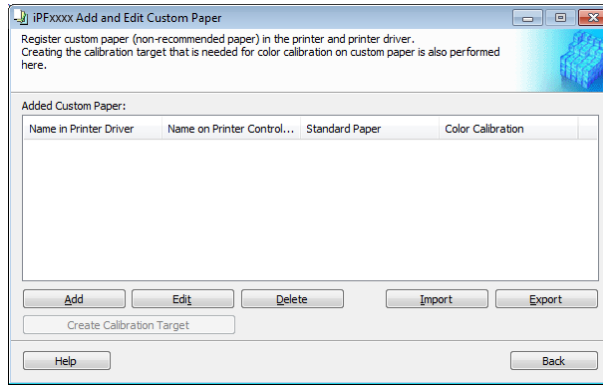 iPFxxxx Add and Edit Custom Paper
Register custom paper (non-recommended paper) in the printer and printer driver.
Creating the calibration target that is needed for color calibration on custom paper is also performed
here.
Added Custom Paper:
Name in Printer Driver Name on Printer Control... Standard Paper Color Calibration
Add Edit Delete Import Export
Create Calibration Target
Help Back